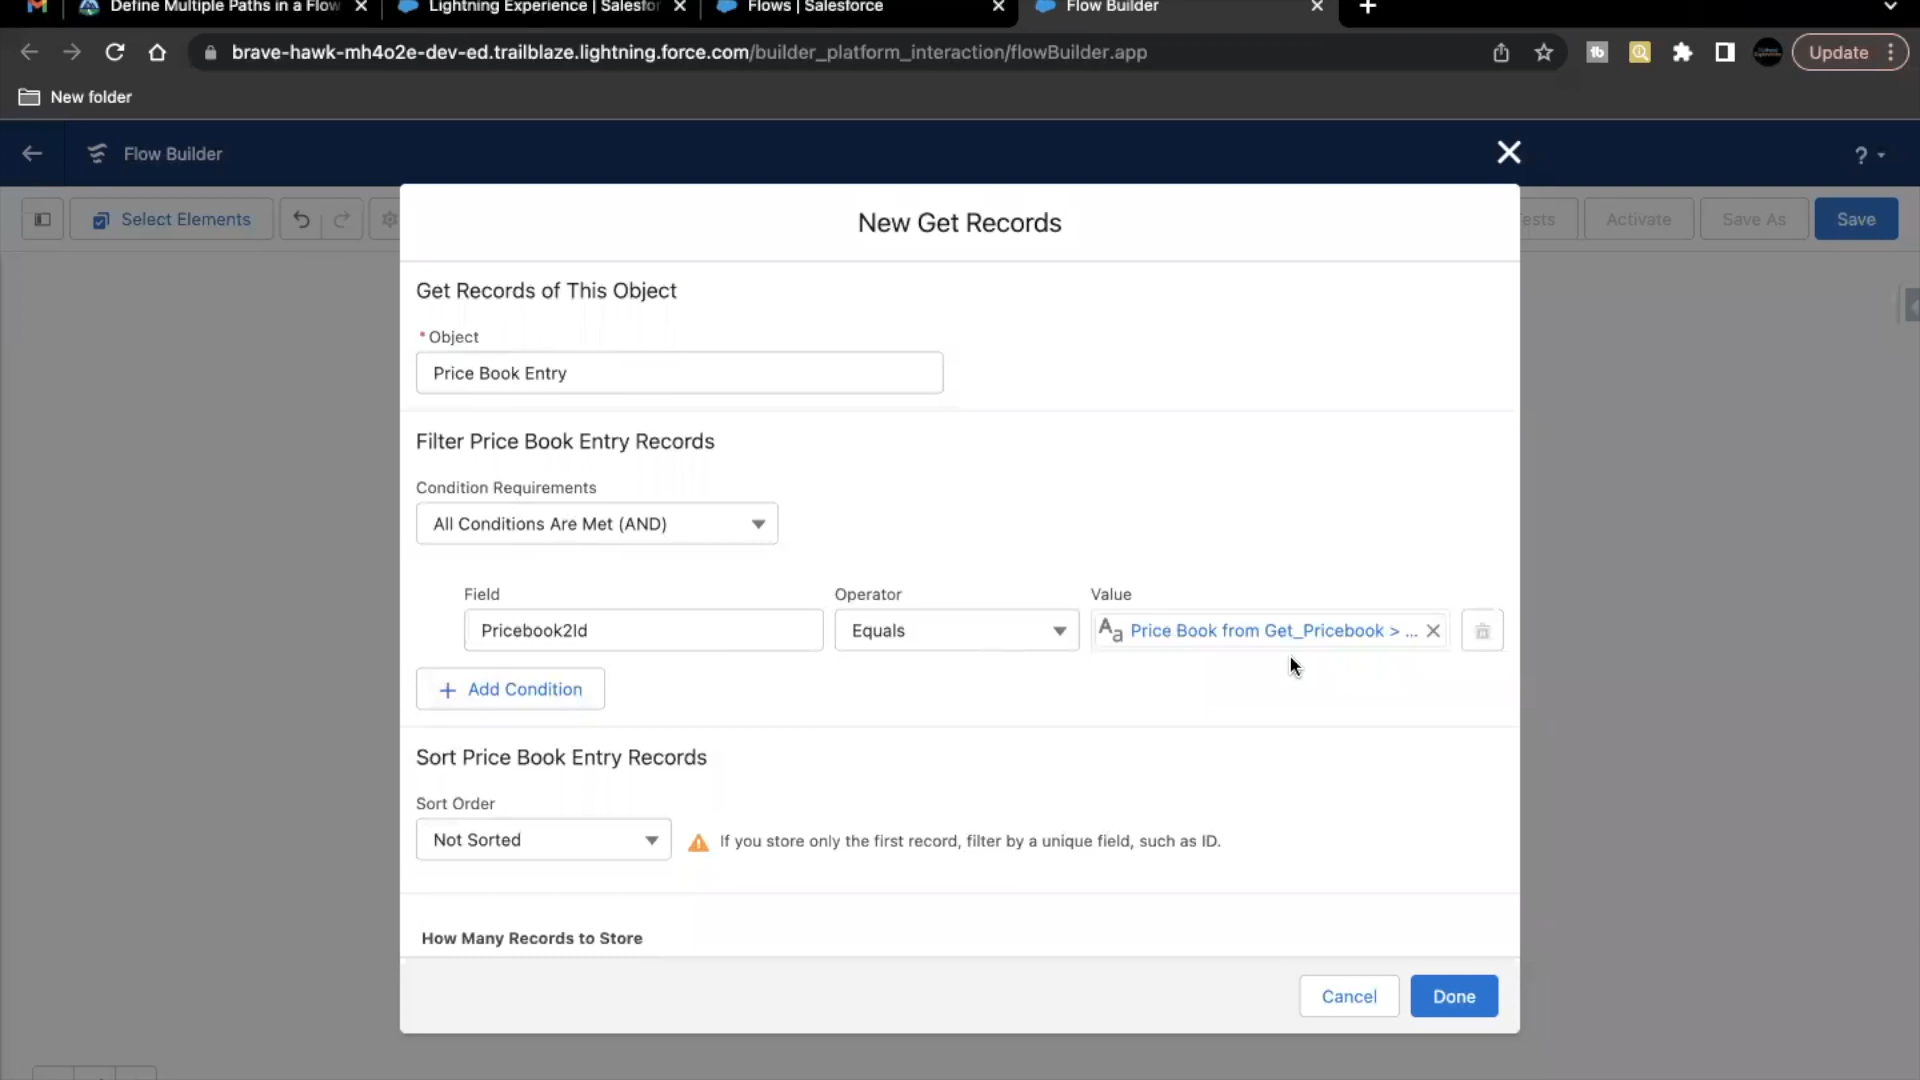 Define Multiple Paths in a Flow
Lightning Experience | Salesfor
Flows | Salesforce
Flow Builder
brave-hawk-mh4o2e-dev-ed.trailblaze.lightning.force.com/builder_platform_interaction/flowBuilder.app
tb
Update
New folder
Flow Builder
?
Select Elements
ests
Activate
Save As
Save
New Get Records
Get Records of This Object
* Object
Price Book Entry
Filter Price Book Entry Records
Condition Requirements
All Conditions Are Met (AND)
Field
Operator
Value
Pricebook2Id
Equals
Aa Price Book from Get_Pricebook > ...
+ Add Condition
Sort Price Book Entry Records
Sort Order
Not Sorted
If you store only the first record, filter by a unique field, such as ID.
How Many Records to Store
Cancel
Done